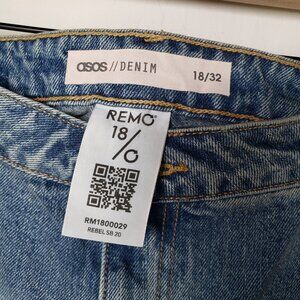 asos//DENIM 18/32
REMO
18
/O
RM1800029
REBEL SB 20